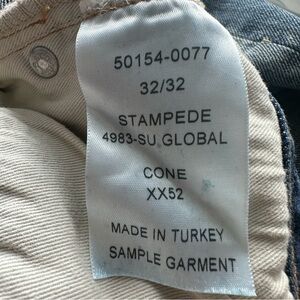 50154-0077
32/32
STAMPEDE
4983-SU GLOBAL
CONE
XX52
MADE IN TURKEY
SAMPLE GARMENT